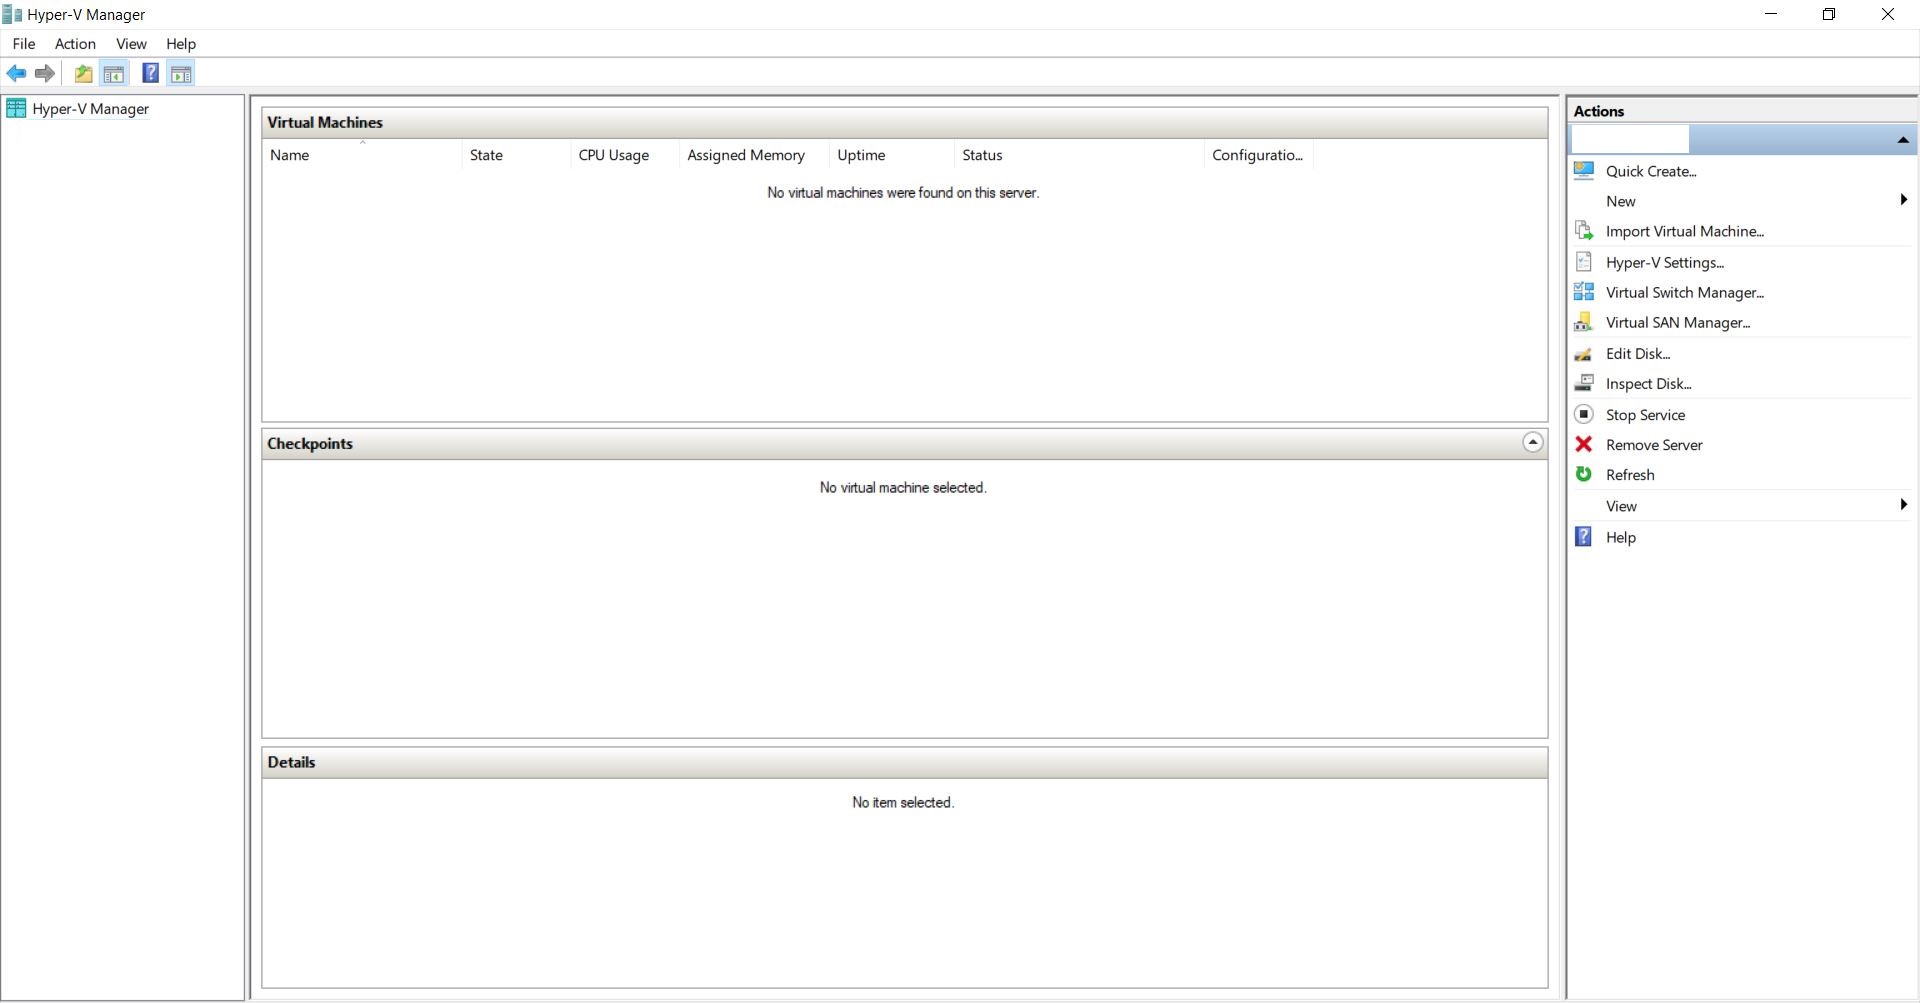 Hyper-V Manager
File Action View Help
Hyper-V Manager
Virtual Machines
Name State CPU Usage Assigned Memory Uptime Status Configuratio...
No virtual machines were found on this server.
Checkpoints
No virtual machine selected.
Details
No item selected.
Actions
Quick Create...
New
Import Virtual Machine...
Hyper-V Settings...
Virtual Switch Manager...
Virtual SAN Manager...
Edit Disk...
Inspect Disk...
Stop Service
Remove Server
Refresh
View
Help